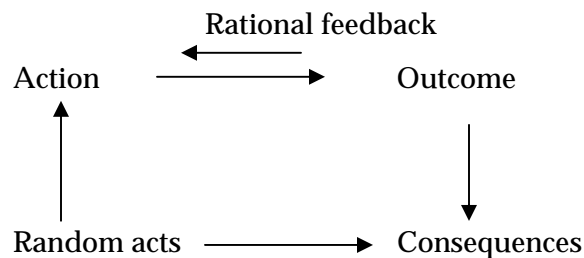 Rational feedback
Action Outcome
Random acts Consequences